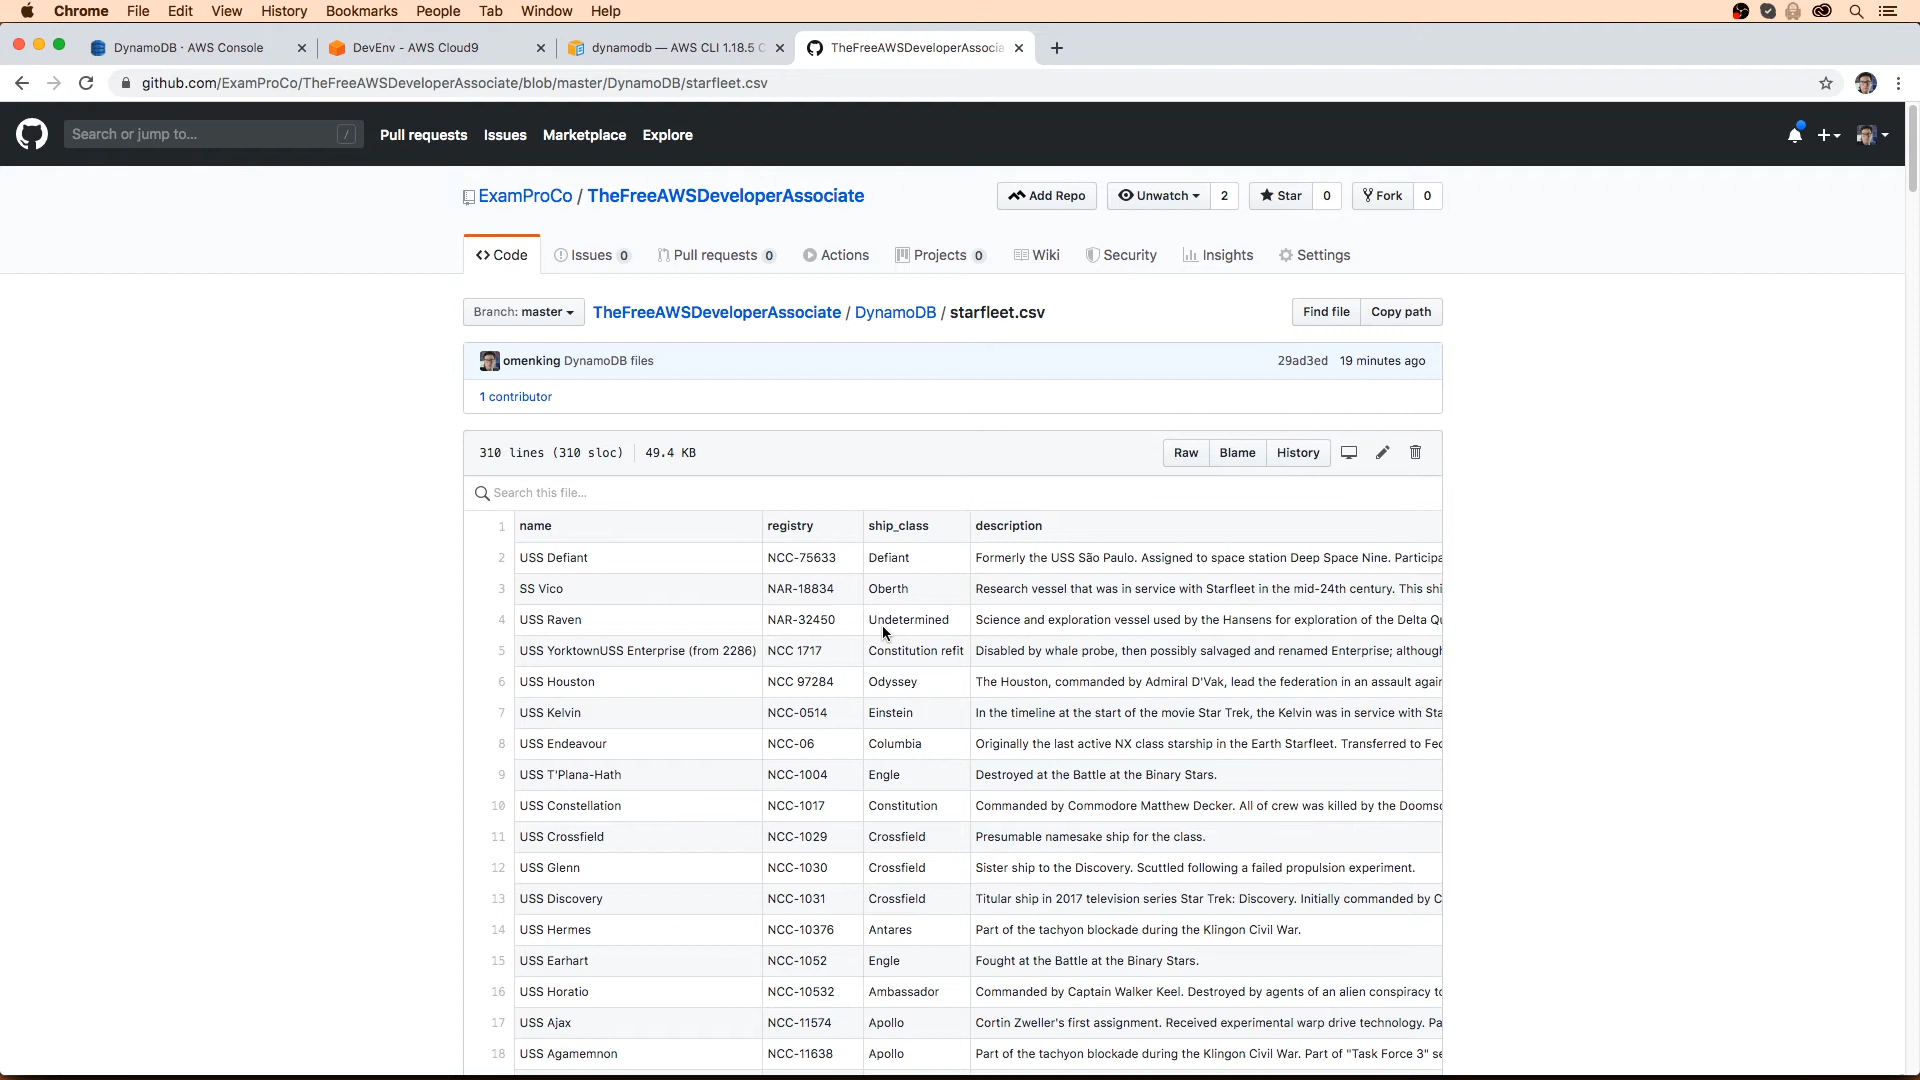 Chrome File Edit View History Bookmarks People Tab Window Help
DynamoDB · AWS Console
DevEnv - AWS Cloud9
dynamodb — AWS CLI 1.18.5 C
TheFreeAWSDeveloperAssocia
github.com/ExamProCo/TheFreeAWSDeveloperAssociate/blob/master/DynamoDB/starfleet.csv
Search or jump to... / Pull requests Issues Marketplace Explore
ExamProCo / TheFreeAWSDeveloperAssociate Add Repo Unwatch 2 Star 0 Fork 0
Code Issues 0 Pull requests 0 Actions Projects 0 Wiki Security Insights Settings
Branch: master TheFreeAWSDeveloperAssociate / DynamoDB / starfleet.csv Find file Copy path
omenking DynamoDB files 29ad3ed 19 minutes ago
1 contributor
310 lines (310 sloc) 49.4 KB Raw Blame History
Search this file...
1 name registry ship_class description
2 USS Defiant NCC-75633 Defiant Formerly the USS São Paulo. Assigned to space station Deep Space Nine. Participa
3 SS Vico NAR-18834 Oberth Research vessel that was in service with Starfleet in the mid-24th century. This shi
4 USS Raven NAR-32450 Undetermined Science and exploration vessel used by the Hansens for exploration of the Delta Qu
5 USS YorktownUSS Enterprise (from 2286) NCC 1717 Constitution refit Disabled by whale probe, then possibly salvaged and renamed Enterprise; although
6 USS Houston NCC 97284 Odyssey The Houston, commanded by Admiral D'Vak, lead the federation in an assault again
7 USS Kelvin NCC-0514 Einstein In the timeline at the start of the movie Star Trek, the Kelvin was in service with Sta
8 USS Endeavour NCC-06 Columbia Originally the last active NX class starship in the Earth Starfleet. Transferred to Fed
9 USS T'Plana-Hath NCC-1004 Engle Destroyed at the Battle at the Binary Stars.
10 USS Constellation NCC-1017 Constitution Commanded by Commodore Matthew Decker. All of crew was killed by the Doomsd
11 USS Crossfield NCC-1029 Crossfield Presumable namesake ship for the class.
12 USS Glenn NCC-1030 Crossfield Sister ship to the Discovery. Scuttled following a failed propulsion experiment.
13 USS Discovery NCC-1031 Crossfield Titular ship in 2017 television series Star Trek: Discovery. Initially commanded by C
14 USS Hermes NCC-10376 Antares Part of the tachyon blockade during the Klingon Civil War.
15 USS Earhart NCC-1052 Engle Fought at the Battle at the Binary Stars.
16 USS Horatio NCC-10532 Ambassador Commanded by Captain Walker Keel. Destroyed by agents of an alien conspiracy to
17 USS Ajax NCC-11574 Apollo Cortin Zweller's first assignment. Received experimental warp drive technology. Pa
18 USS Agamemnon NCC-11638 Apollo Part of the tachyon blockade during the Klingon Civil War. Part of "Task Force 3" se